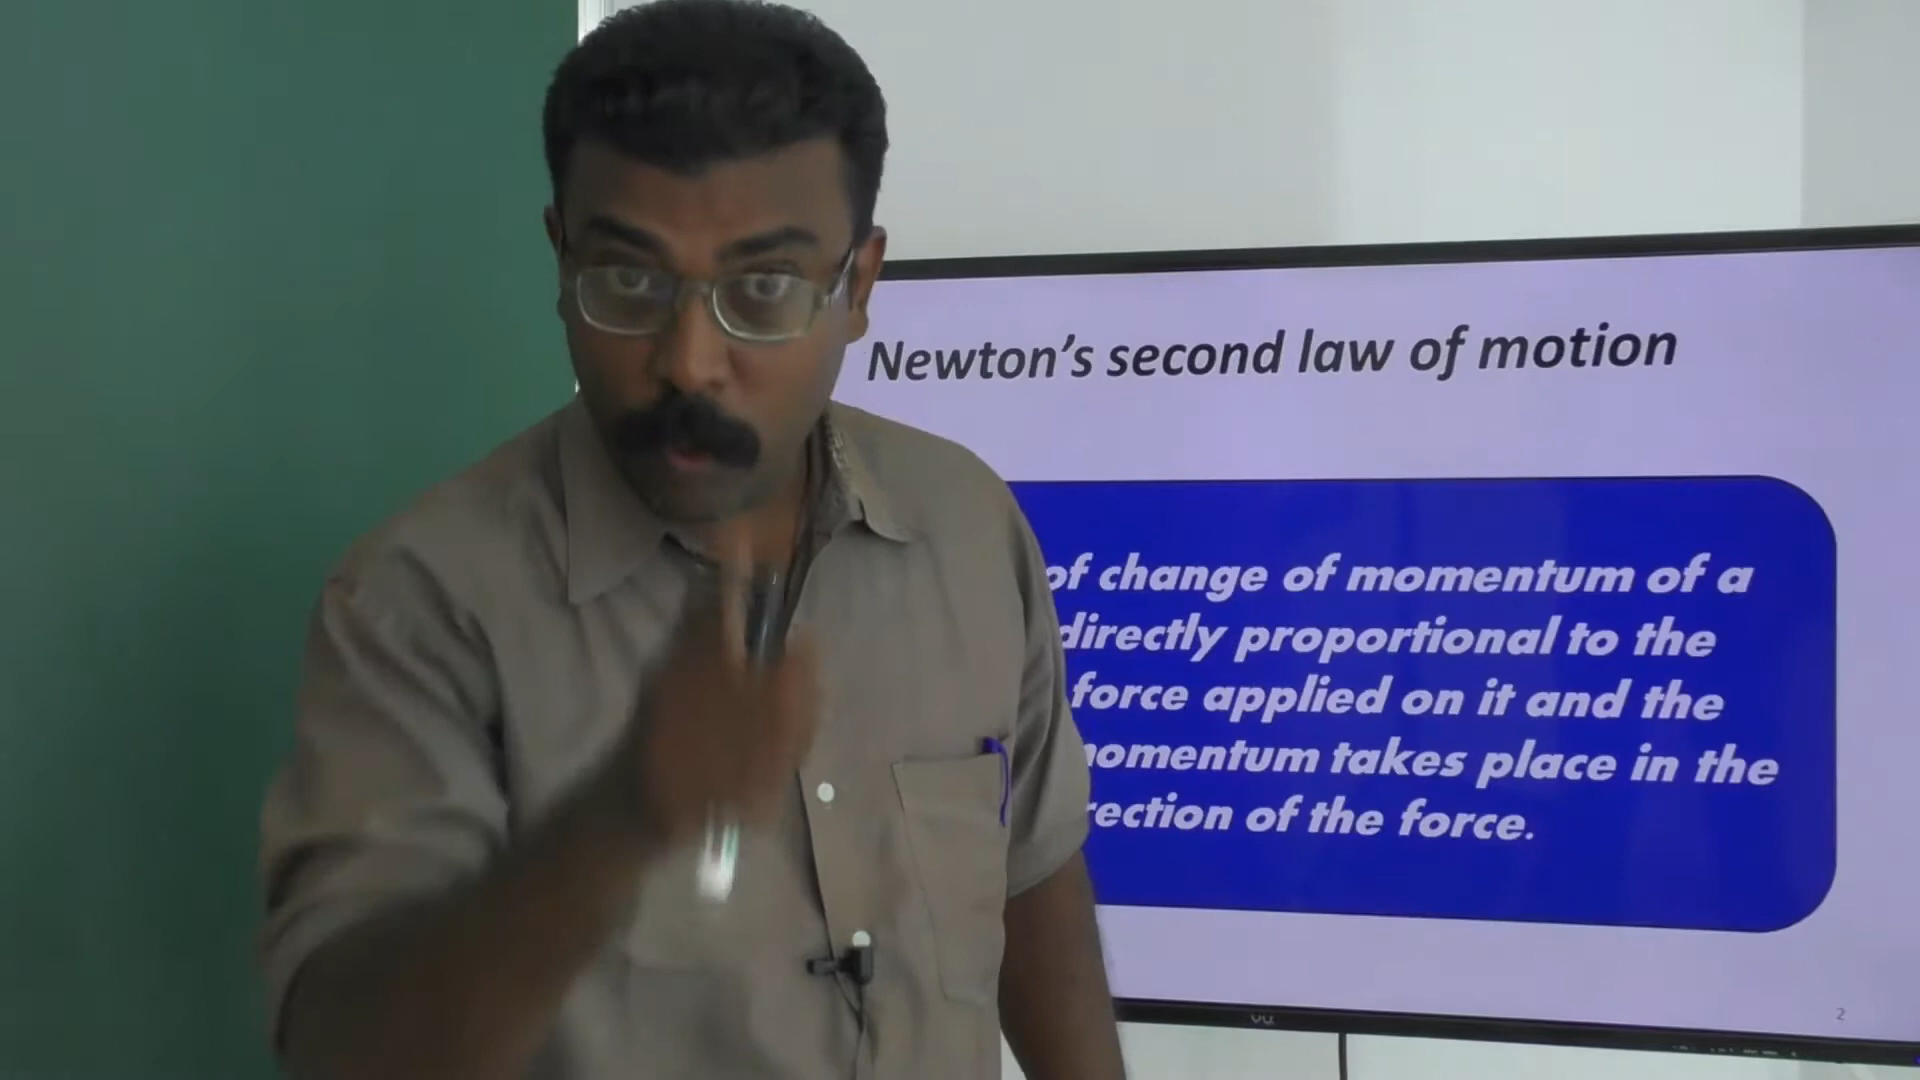 Newton's second law of motion
of change of momentum of a
directly proportional to the
force applied on it and the
momentum takes place in the
rection of the force.
2